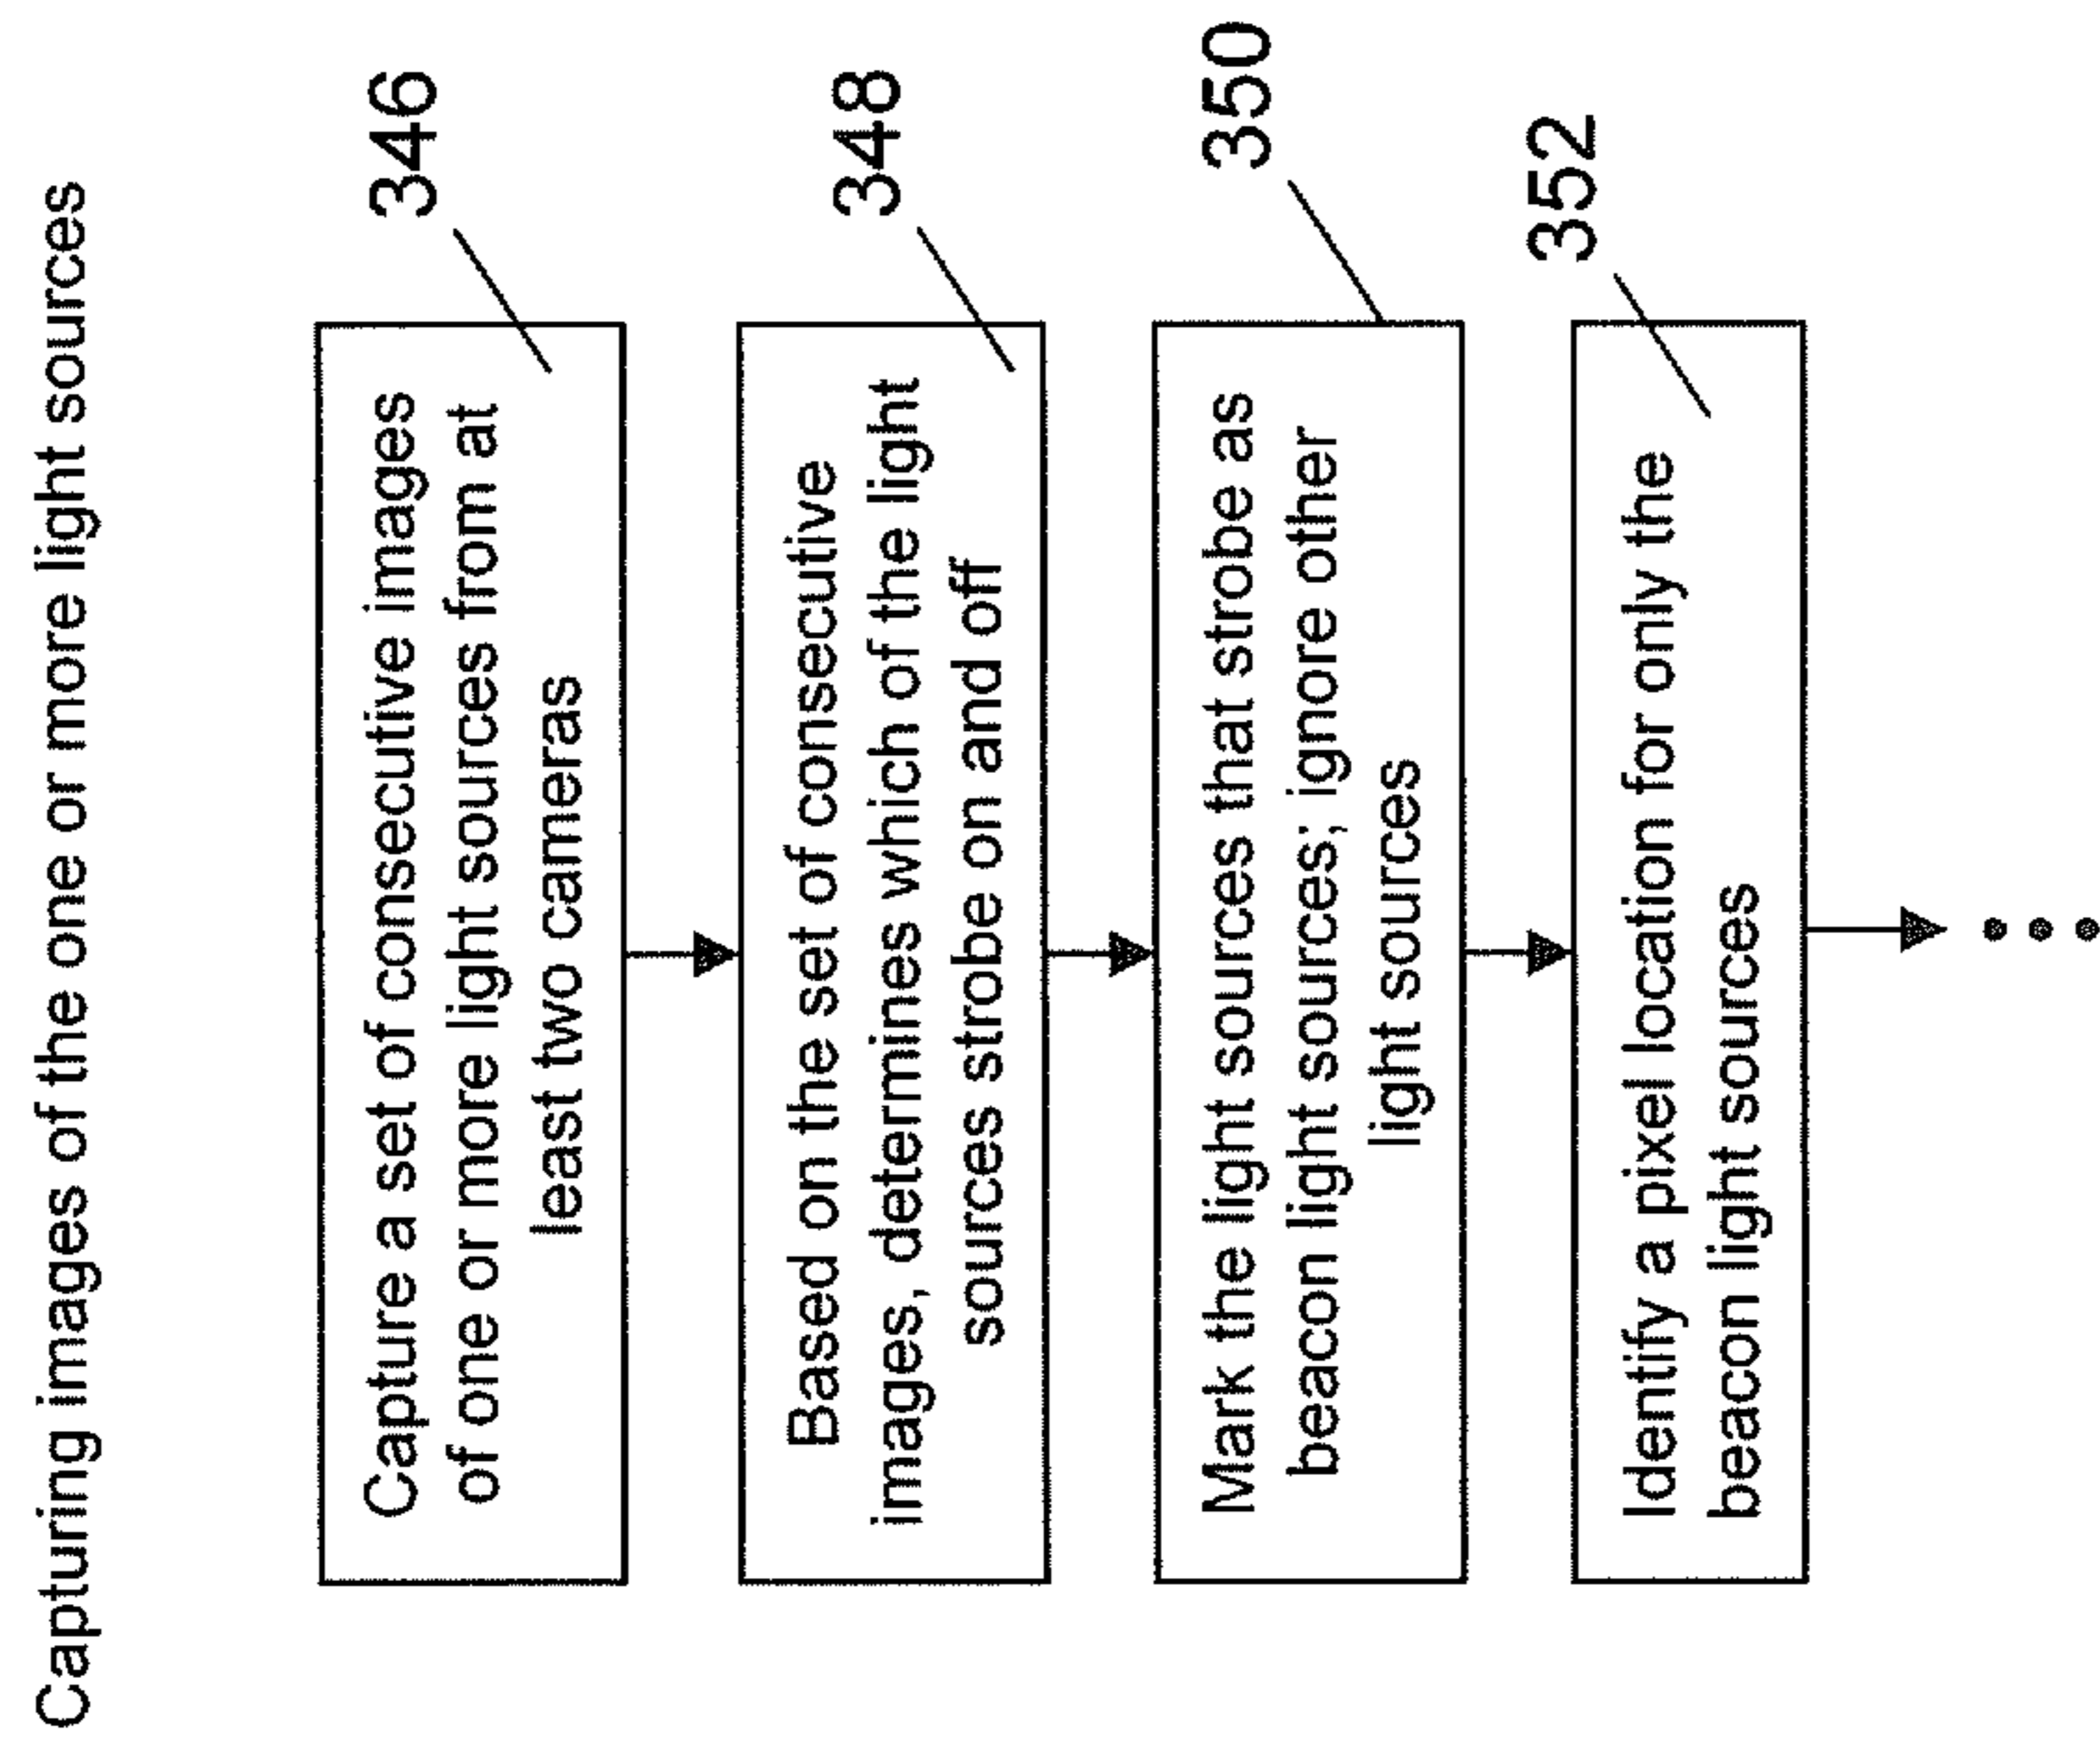 Capturing images of the one or more light sources
Capture a set of consecutive images
of one or more light sources from at
least two cameras
346
Based on the set of consecutive
images, determines which of the light
sources strobe on and off
348
Mark the light sources that strobe as
beacon light sources; ignore other
light sources
350
Identify a pixel location for only the
beacon light sources
352